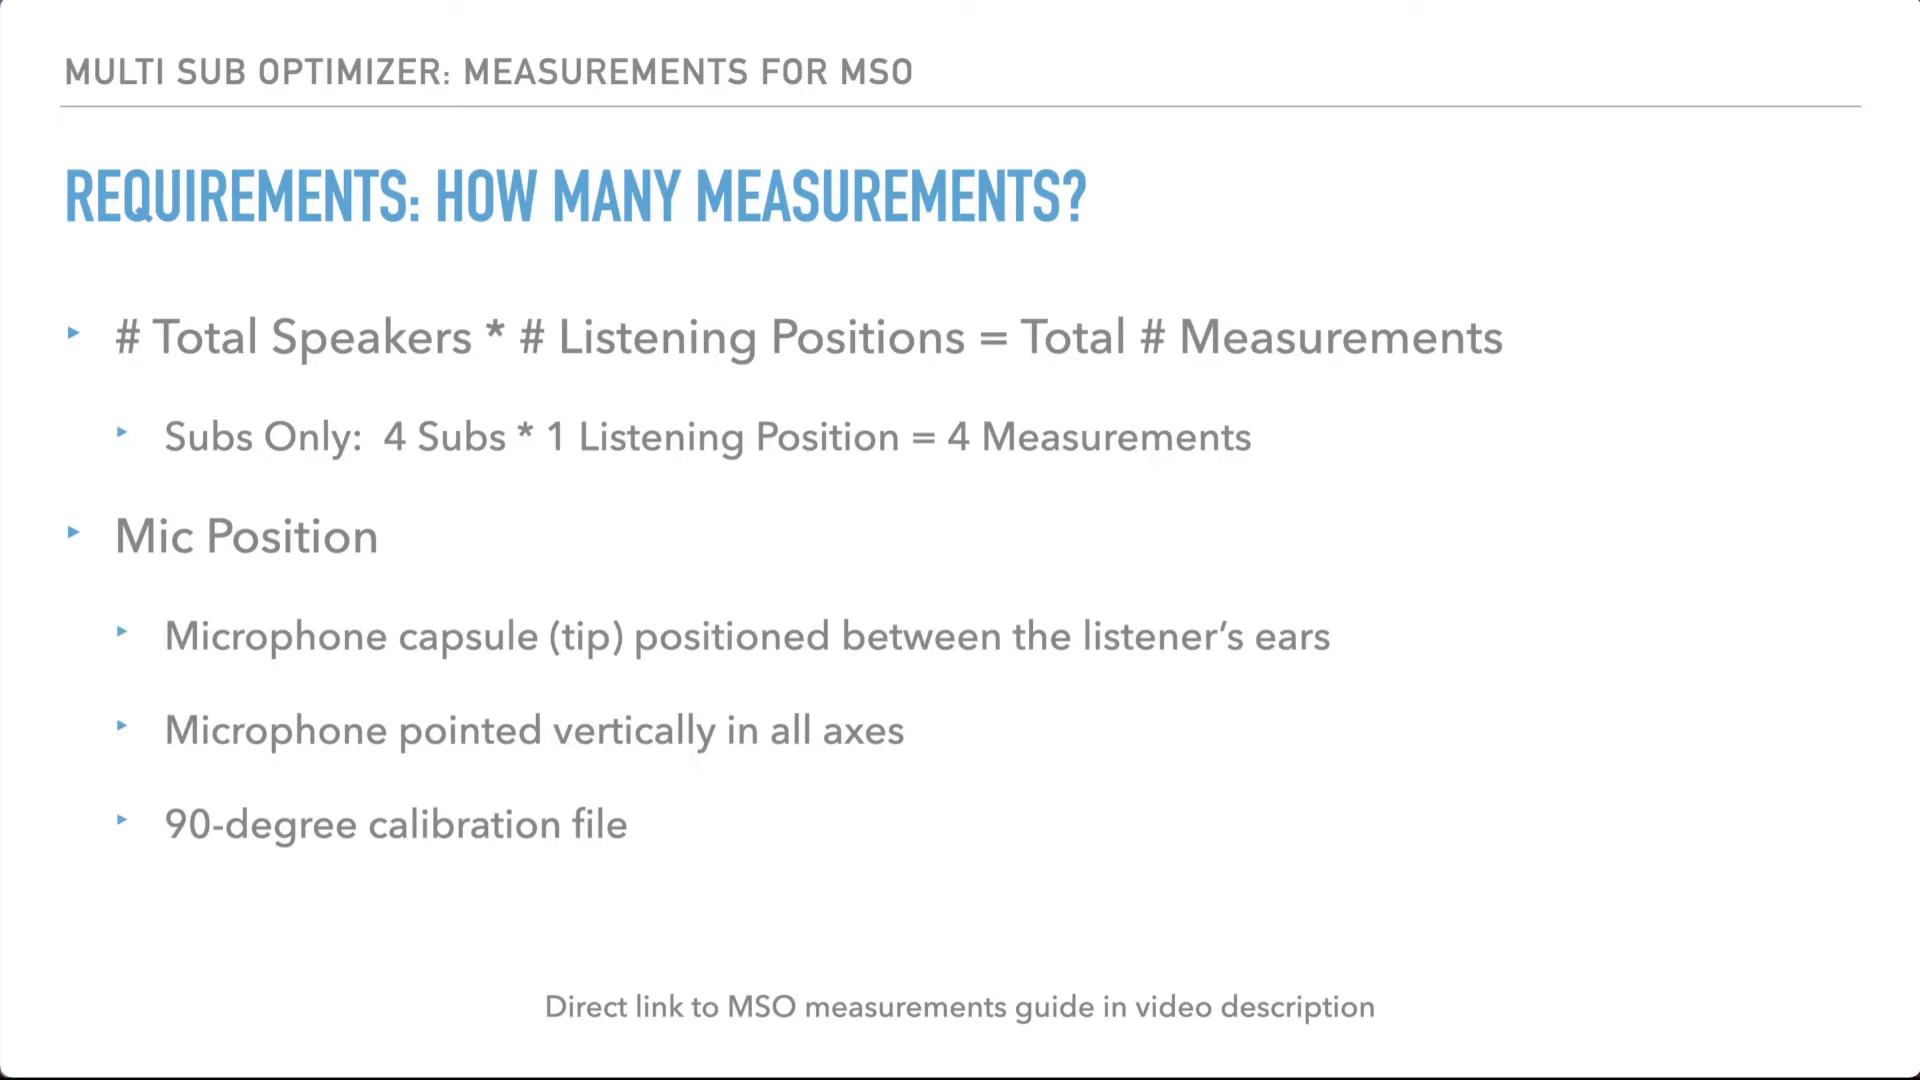 MULTI SUB OPTIMIZER: MEASUREMENTS FOR MSO
REQUIREMENTS: HOW MANY MEASUREMENTS?
# Total Speakers * # Listening Positions = Total # Measurements
Subs Only:  4 Subs * 1 Listening Position = 4 Measurements
Mic Position
Microphone capsule (tip) positioned between the listener’s ears
Microphone pointed vertically in all axes
90-degree calibration file
Direct link to MSO measurements guide in video description